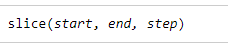 slice(start, end, step)